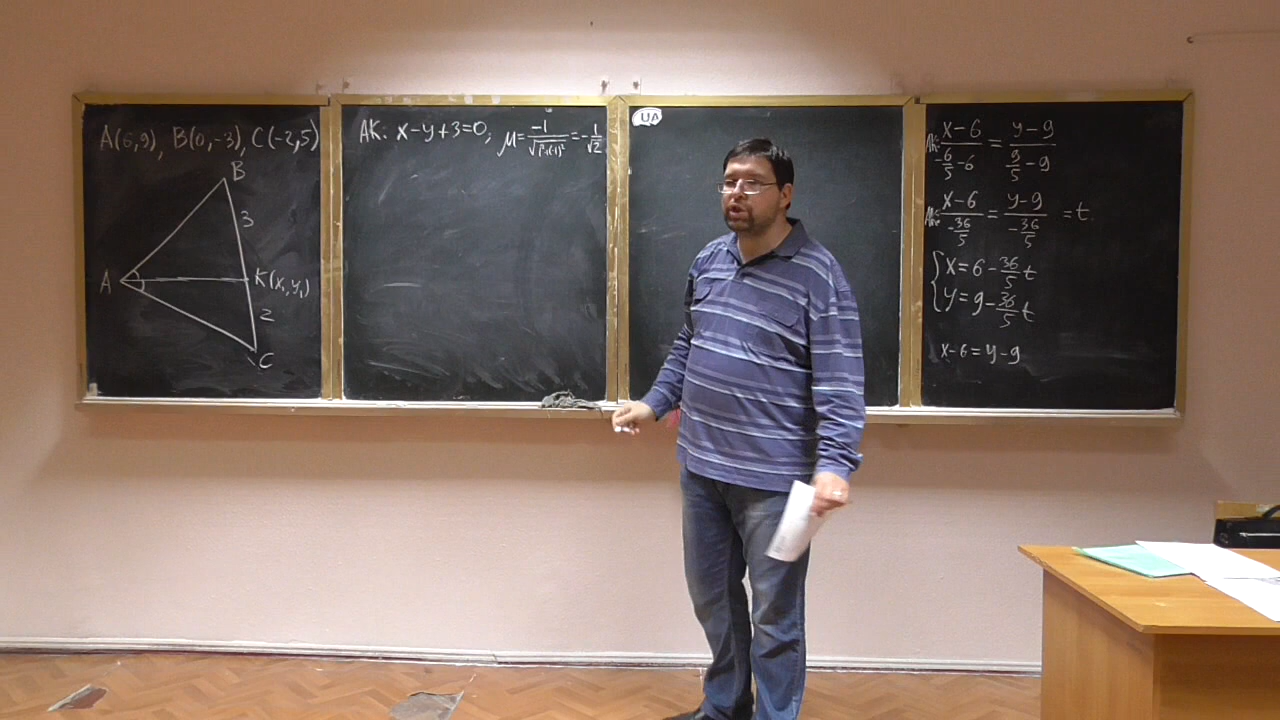 A(6,9), B(0,-3), C(-2,5)
B
3
A
K(x₁,y₁)
2
C
AK: x-y+3=0; μ=-1/√(1²+(-1)²)=-1/√2
UA
AK: (x-6)/(-6/5-6) = (y-9)/(9/5-9)
AK: (x-6)/(-36/5) = (y-9)/(-36/5) = t.
{x=6-36/5 t
y=9-36/5 t
x-6=y-9